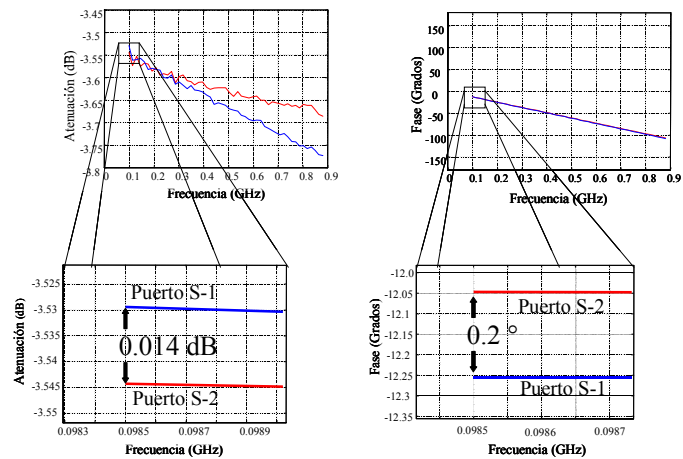 -3.45
-3.5
-3.55
-3.6
-3.65
-3.7
-3.75
-3.8
Atenuación (dB)
0 0.1 0.2 0.3 0.4 0.5 0.6 0.7 0.8 0.9
Frecuencia (GHz)
150
100
50
0
-50
-100
-150
Fase (Grados)
0 0.1 0.2 0.3 0.4 0.5 0.6 0.7 0.8 0.9
Frecuencia (GHz)
-3.525
-3.53
-3.535
-3.54
-3.545
-3.55
Atenuación (dB)
Puerto S-1
0.014 dB
Puerto S-2
0.0983 0.0985 0.0987 0.0989
Frecuencia (GHz)
-12.0
-12.05
-12.1
-12.15
-12.2
-12.25
-12.3
12.35
Fase (Grados)
Puerto S-2
0.2 °
Puerto S-1
0.0985 0.0986 0.0987
Frecuencia (GHz)